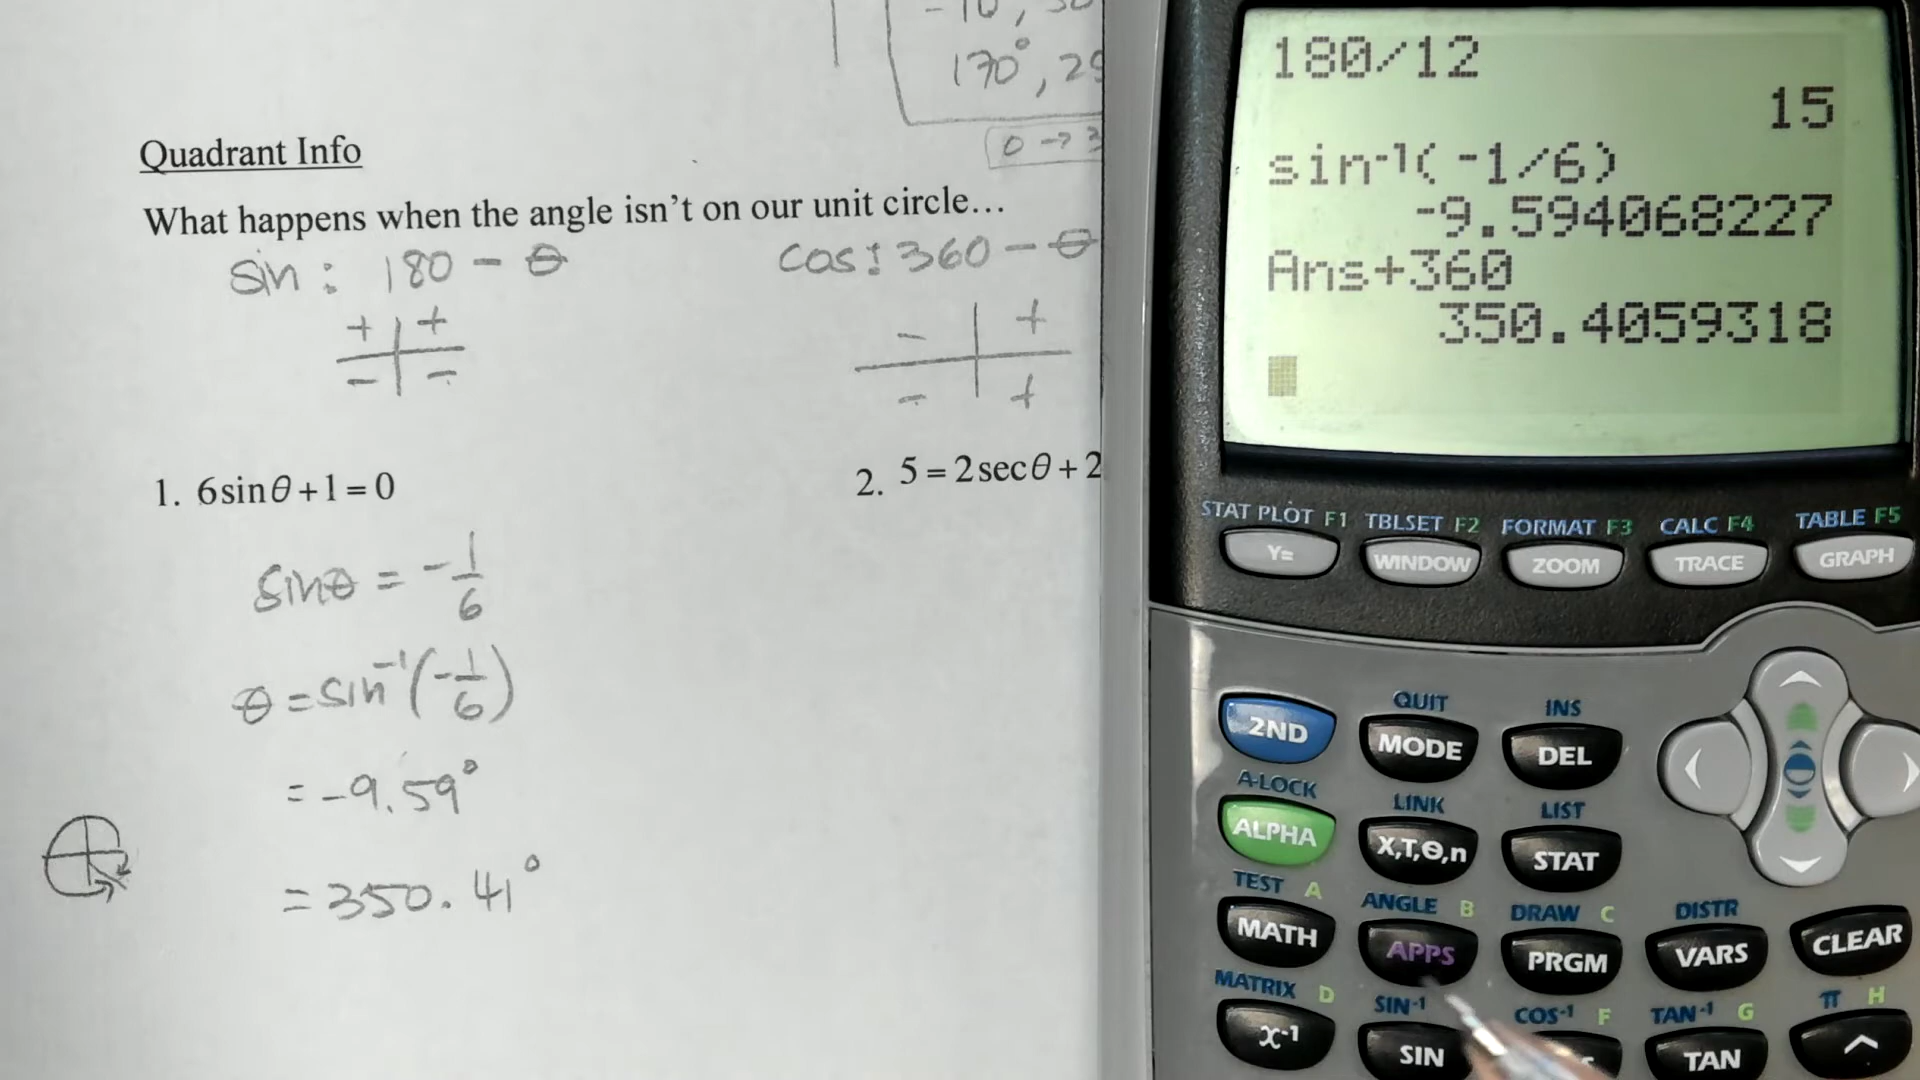 170°, 29
0 → 3
Quadrant Info
What happens when the angle isn't on our unit circle...
sin : 180 - θ
cos: 360 - θ
+ +
- -
- +
- +
1. 6sinθ+1=0
2. 5=2secθ+2
sinθ = -1/6
θ = sin⁻¹(-1/6)
= -9.59°
= 350.41°
180/12
15
sin⁻¹(-1/6)
-9.594068227
Ans+360
350.4059318
STAT PLOT F1 TBLSET F2 FORMAT F3 CALC F4 TABLE F5
Y= WINDOW ZOOM TRACE GRAPH
QUIT INS
2ND MODE DEL
A-LOCK LINK LIST
ALPHA X,T,Θ,n STAT
TEST A ANGLE B DRAW C DISTR
MATH APPS PRGM VARS CLEAR
MATRIX D SIN⁻¹ COS⁻¹ F TAN⁻¹ G π H
x⁻¹ SIN TAN ^